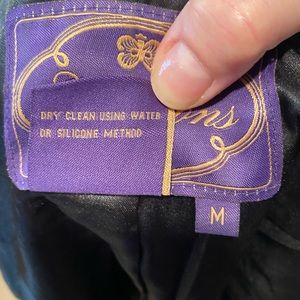 DRY CLEAN USING WATER
OR SILICONE METHOD
M